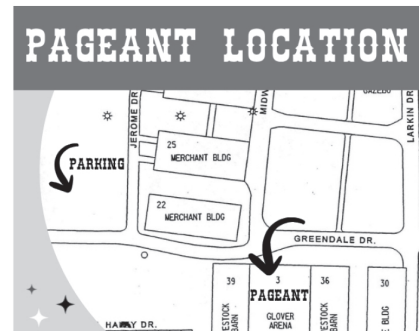 PAGEANT LOCATION
GAZEBO
JEROME DR.
MIDW
LARKIN DR
25
MERCHANT BLDG
PARKING
22
MERCHANT BLDG
GREENDALE DR.
39
3
36
30
PAGEANT
GLOVER
ARENA
ESTOCK
BARN
ESTOCK
BARN
E BLDG
DR.